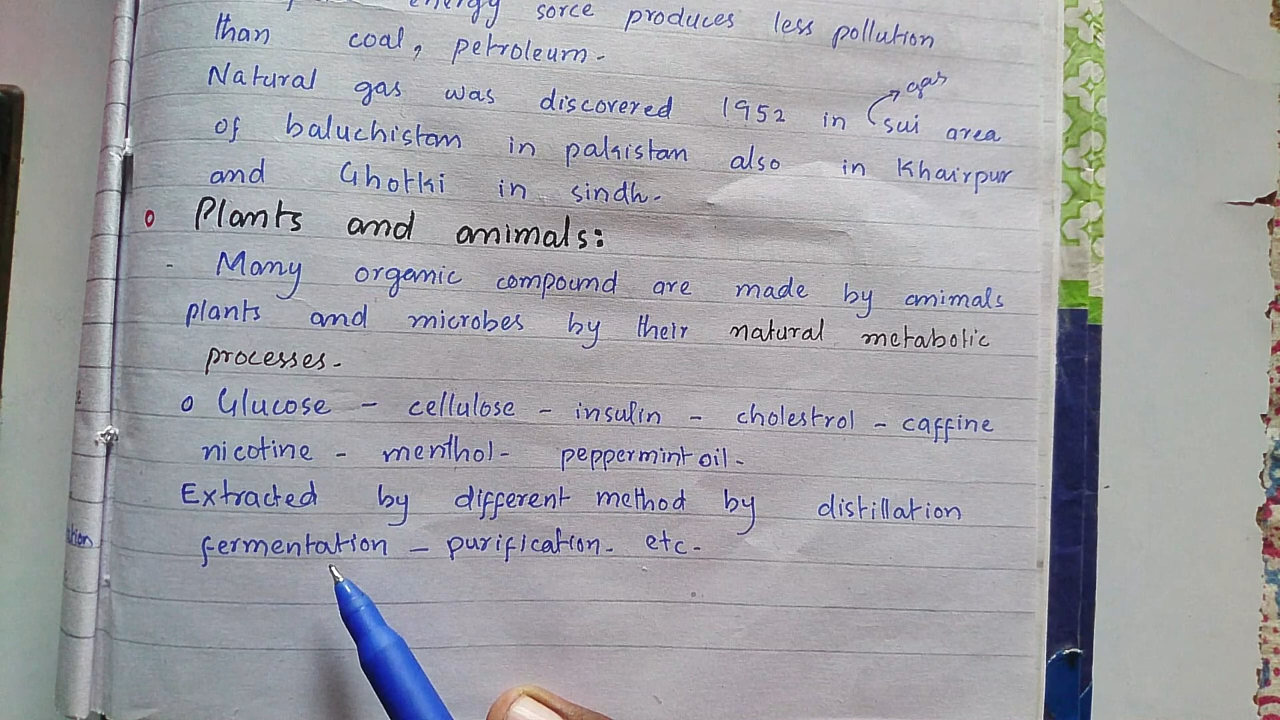 energy sorce produces less pollution
than coal, petroleum.
gas
Natural gas was discovered 1952 in sui area
of baluchistan in pakistan also in Khairpur
and Ghotki in sindh.
Plants and animals:
- Many organic compound are made by animals
plants and microbes by their natural metabolic
processes.
o Glucose - cellulose - insulin - cholestrol - caffine
nicotine - menthol - peppermint oil -
Extracted by different method by distillation
fermentation - purification. etc.